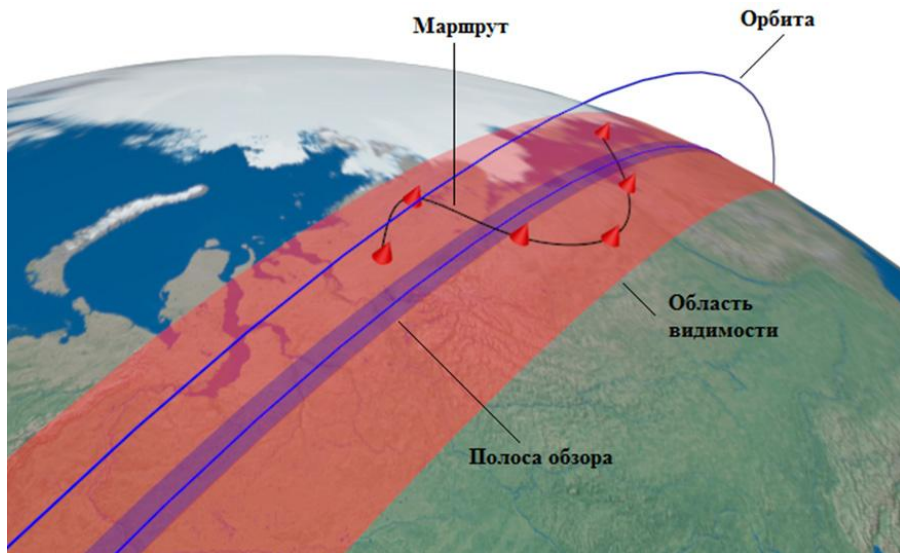 Орбита
Маршрут
Область
видимости
Полоса обзора